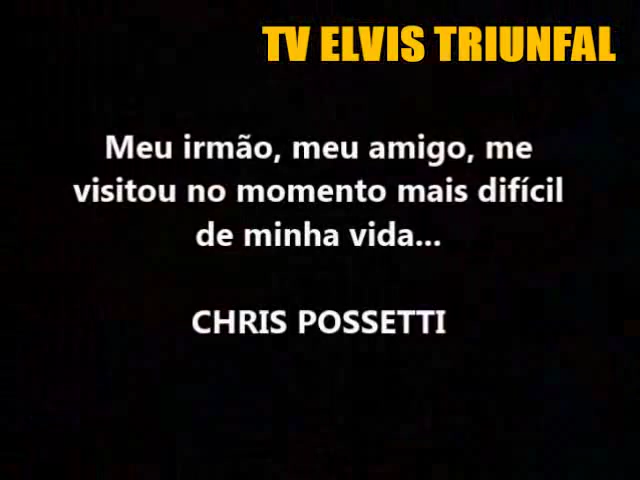 TV ELVIS TRIUNFAL
Meu irmão, meu amigo, me
visitou no momento mais difícil
de minha vida...
CHRIS POSSETTI